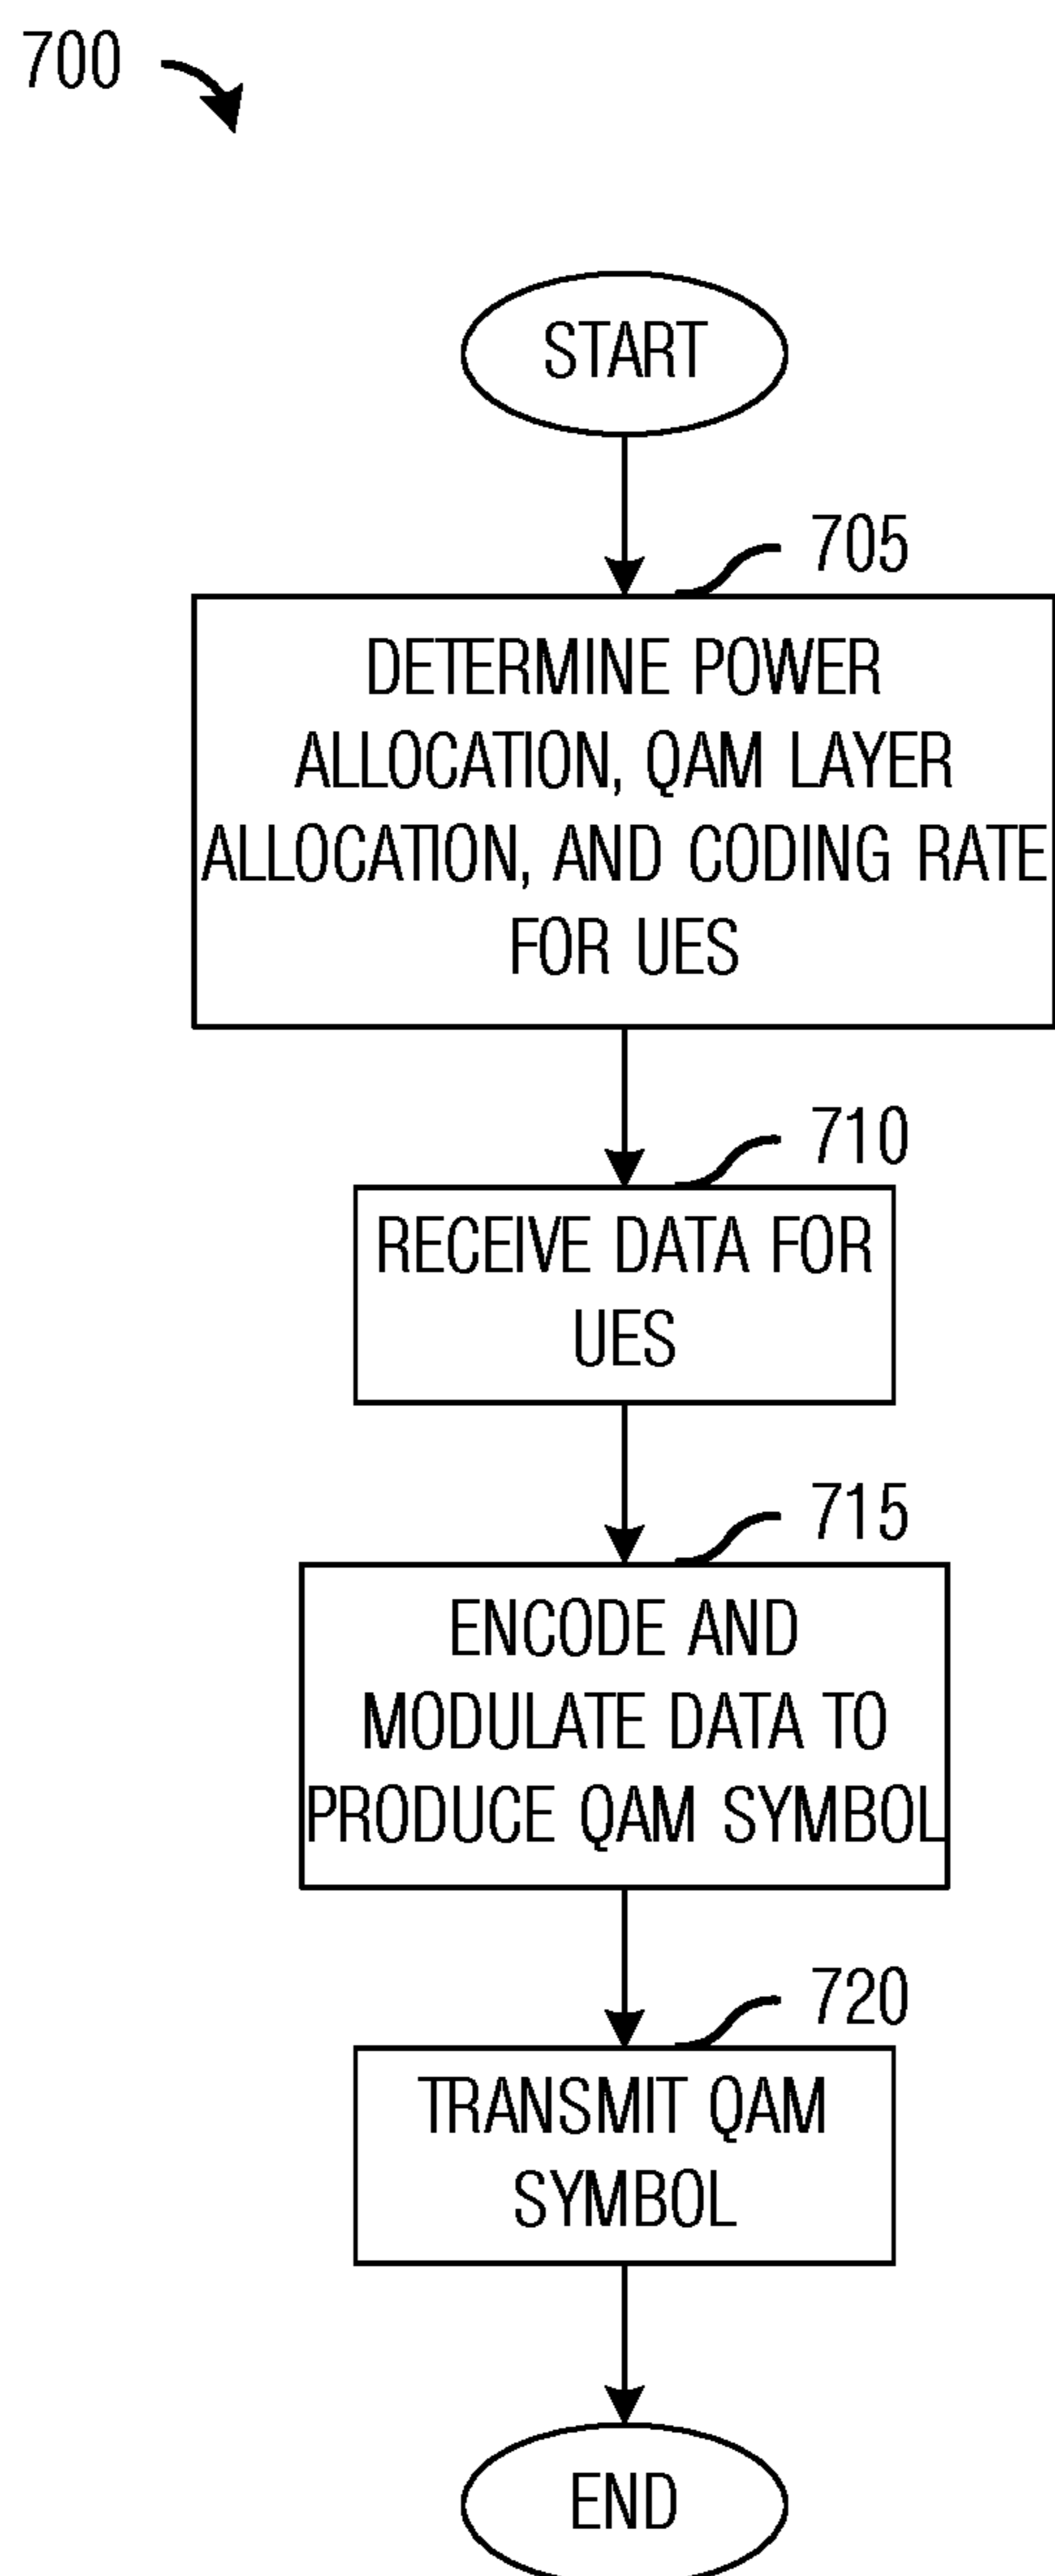 700
START
705
DETERMINE POWER
ALLOCATION, QAM LAYER
ALLOCATION, AND CODING RATE
FOR UES
710
RECEIVE DATA FOR
UES
715
ENCODE AND
MODULATE DATA TO
PRODUCE QAM SYMBOL
720
TRANSMIT QAM
SYMBOL
END